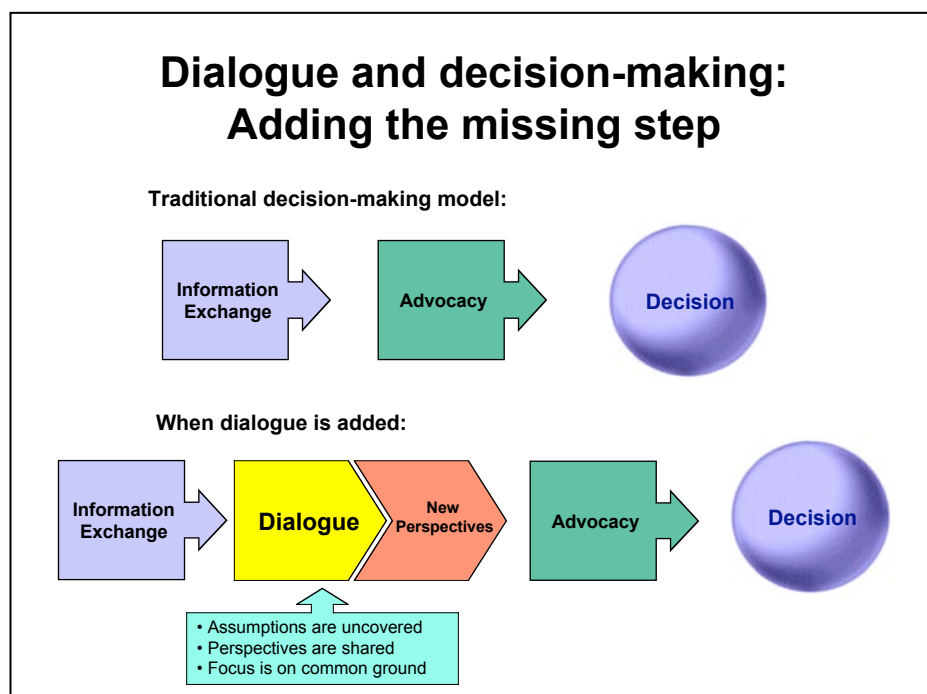 Dialogue and decision-making:
Adding the missing step
Traditional decision-making model:
Information
Exchange
Advocacy
Decision
When dialogue is added:
Information
Exchange
Dialogue
New
Perspectives
Advocacy
Decision
• Assumptions are uncovered
• Perspectives are shared
• Focus is on common ground